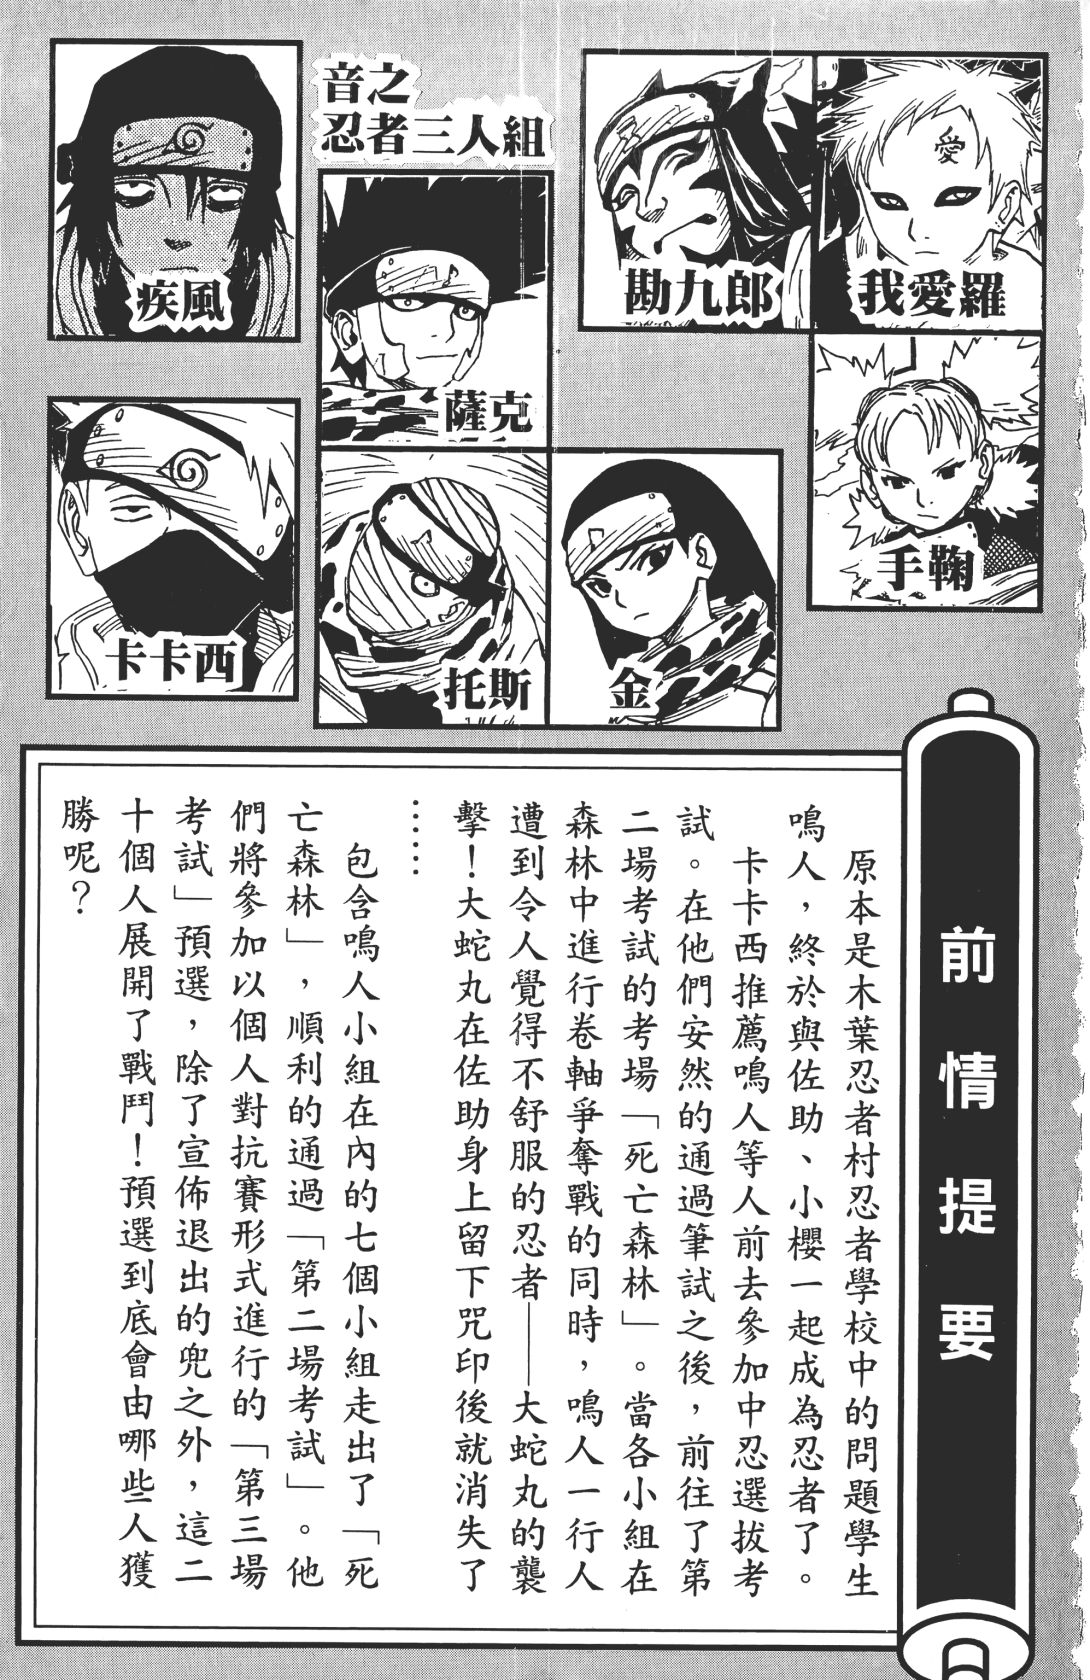 愛
我愛羅
勘九郎
手鞠
音之
忍者三人組
薩克
托斯
金
疾風
卡卡西
前情提要
原本是木葉忍者村忍者學校中的問題學生
鳴人，終於與佐助、小櫻一起成為忍者了。
卡卡西推薦鳴人等人前去參加中忍選拔考
試。在他們安然的通過筆試之後，前往了第
二場考試的考場「死亡森林」。當各小組在
森林中進行卷軸爭奪戰的同時，鳴人一行人
遭到令人覺得不舒服的忍者——大蛇丸的襲
擊！大蛇丸在佐助身上留下咒印後就消失了
……
包含鳴人小組在內的七個小組走出了「死
亡森林」，順利的通過「第二場考試」。他
們將參加以個人對抗賽形式進行的「第三場
考試」預選，除了宣佈退出的兜之外，這二
十個人展開了戰鬥！預選到底會由哪些人獲
勝呢？